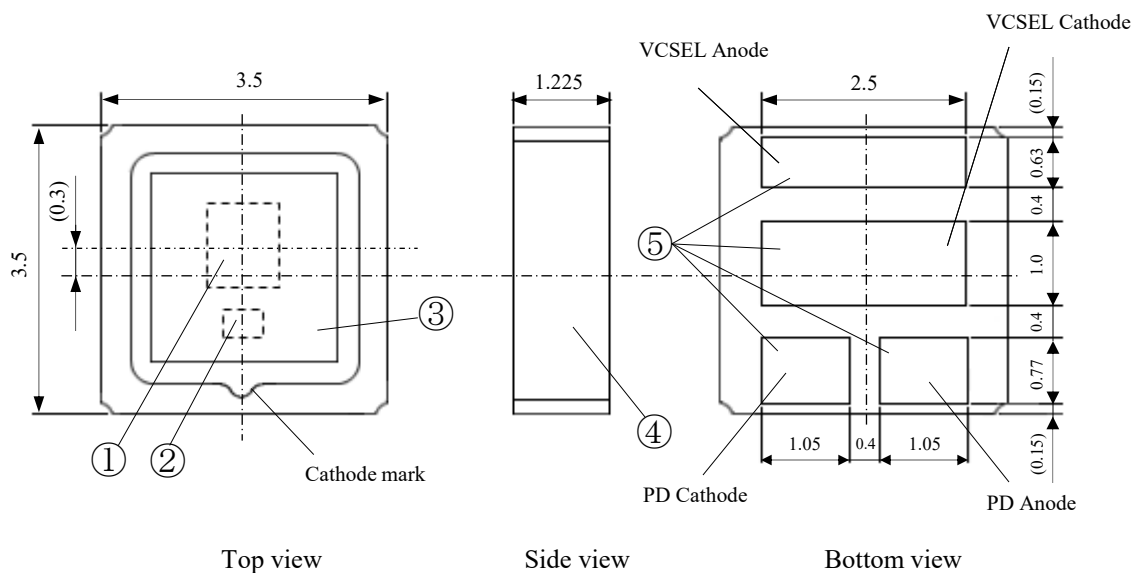 VCSEL Cathode
VCSEL Anode
3.5
1.225
2.5
(0.15)
0.63
0.4
1.0
0.4
0.77
(0.15)
(0.3)
3.5
①
②
③
④
⑤
Cathode mark
1.05
0.4
1.05
PD Cathode
PD Anode
Top view
Side view
Bottom view